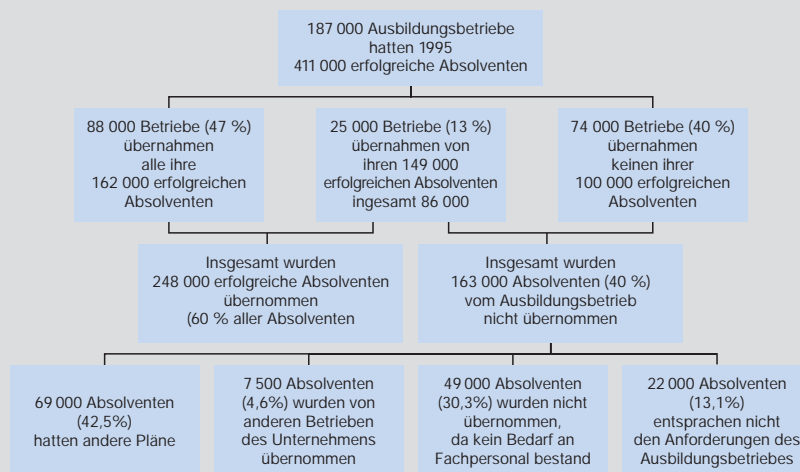 187 000 Ausbildungsbetriebe
hatten 1995
411 000 erfolgreiche Absolventen
88 000 Betriebe (47 %)
übernahmen
alle ihre
162 000 erfolgreichen
Absolventen
25 000 Betriebe (13 %)
übernahmen von
ihren 149 000
erfolgreichen Absolventen
insgesamt 86 000
74 000 Betriebe (40 %)
übernahmen
keinen ihrer
100 000 erfolgreichen
Absolventen
Insgesamt wurden
248 000 erfolgreiche Absolventen
übernommen
(60 % aller Absolventen
Insgesamt wurden
163 000 Absolventen (40 %)
vom Ausbildungsbetrieb
nicht übernommen
69 000 Absolventen
(42,5%)
hatten andere Pläne
7 500 Absolventen
(4,6%) wurden von
anderen Betrieben
des Unternehmens
übernommen
49 000 Absolventen
(30,3%) wurden nicht
übernommen,
da kein Bedarf an
Fachpersonal bestand
22 000 Absolventen
(13,1%)
entsprachen nicht
den Anforderungen des
Ausbildungsbetriebes